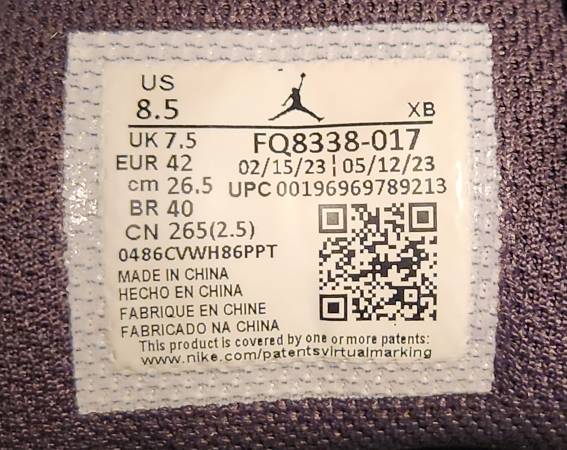 US
8.5 XB
UK 7.5 FQ8338-017
EUR 42 02/15/23 | 05/12/23
cm 26.5 UPC 00196969789213
BR 40
CN 265(2.5)
0486CVWH86PPT
MADE IN CHINA
HECHO EN CHINA
FABRIQUE EN CHINE
FABRICADO NA CHINA
This product is covered by one or more patents:
www.nike.com/patentsvirtualmarking